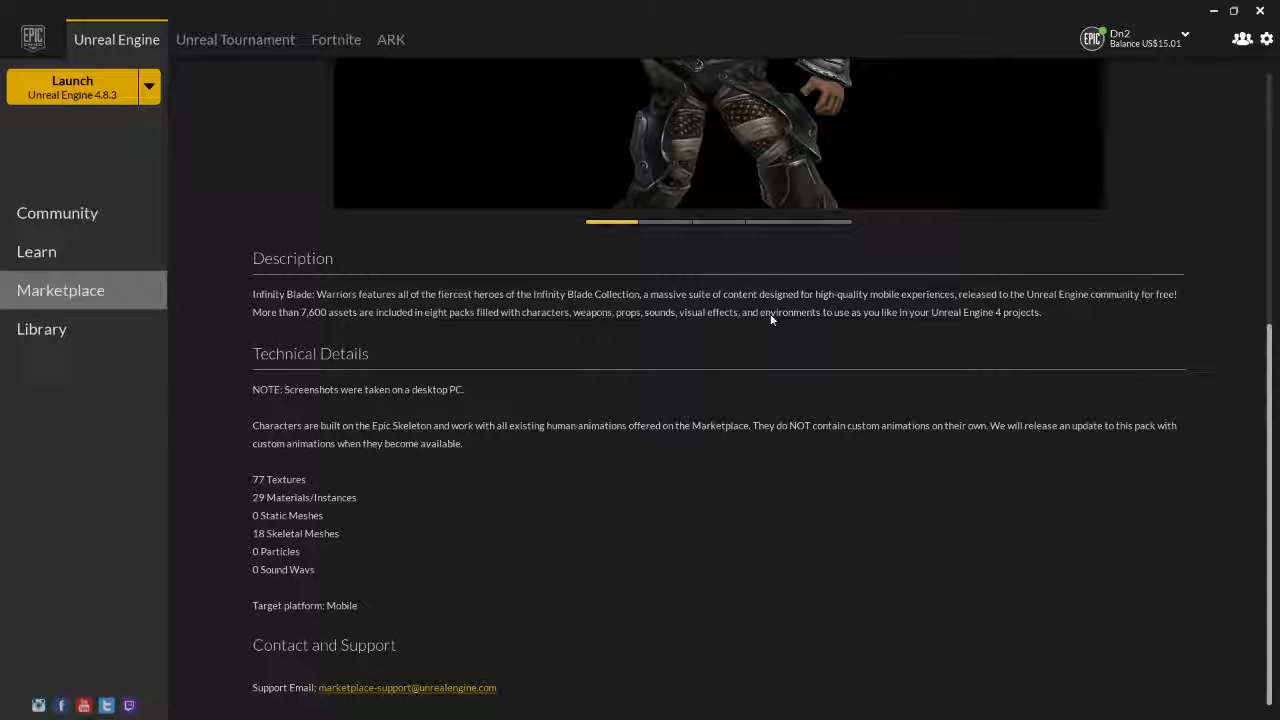 EPIC
Unreal Engine
Unreal Tournament
Fortnite
ARK
EPIC
Dn2
Balance US$15.01
Launch
Unreal Engine 4.8.3
Community
Learn
Marketplace
Library
Description
Infinity Blade: Warriors features all of the fiercest heroes of the Infinity Blade Collection, a massive suite of content designed for high-quality mobile experiences, released to the Unreal Engine community for free!
More than 7,600 assets are included in eight packs filled with characters, weapons, props, sounds, visual effects, and environments to use as you like in your Unreal Engine 4 projects.
Technical Details
NOTE: Screenshots were taken on a desktop PC.
Characters are built on the Epic Skeleton and work with all existing human animations offered on the Marketplace. They do NOT contain custom animations on their own. We will release an update to this pack with
custom animations when they become available.
77 Textures
29 Materials/Instances
0 Static Meshes
18 Skeletal Meshes
0 Particles
0 Sound Wavs
Target platform: Mobile
Contact and Support
Support Email: marketplace-support@unrealengine.com